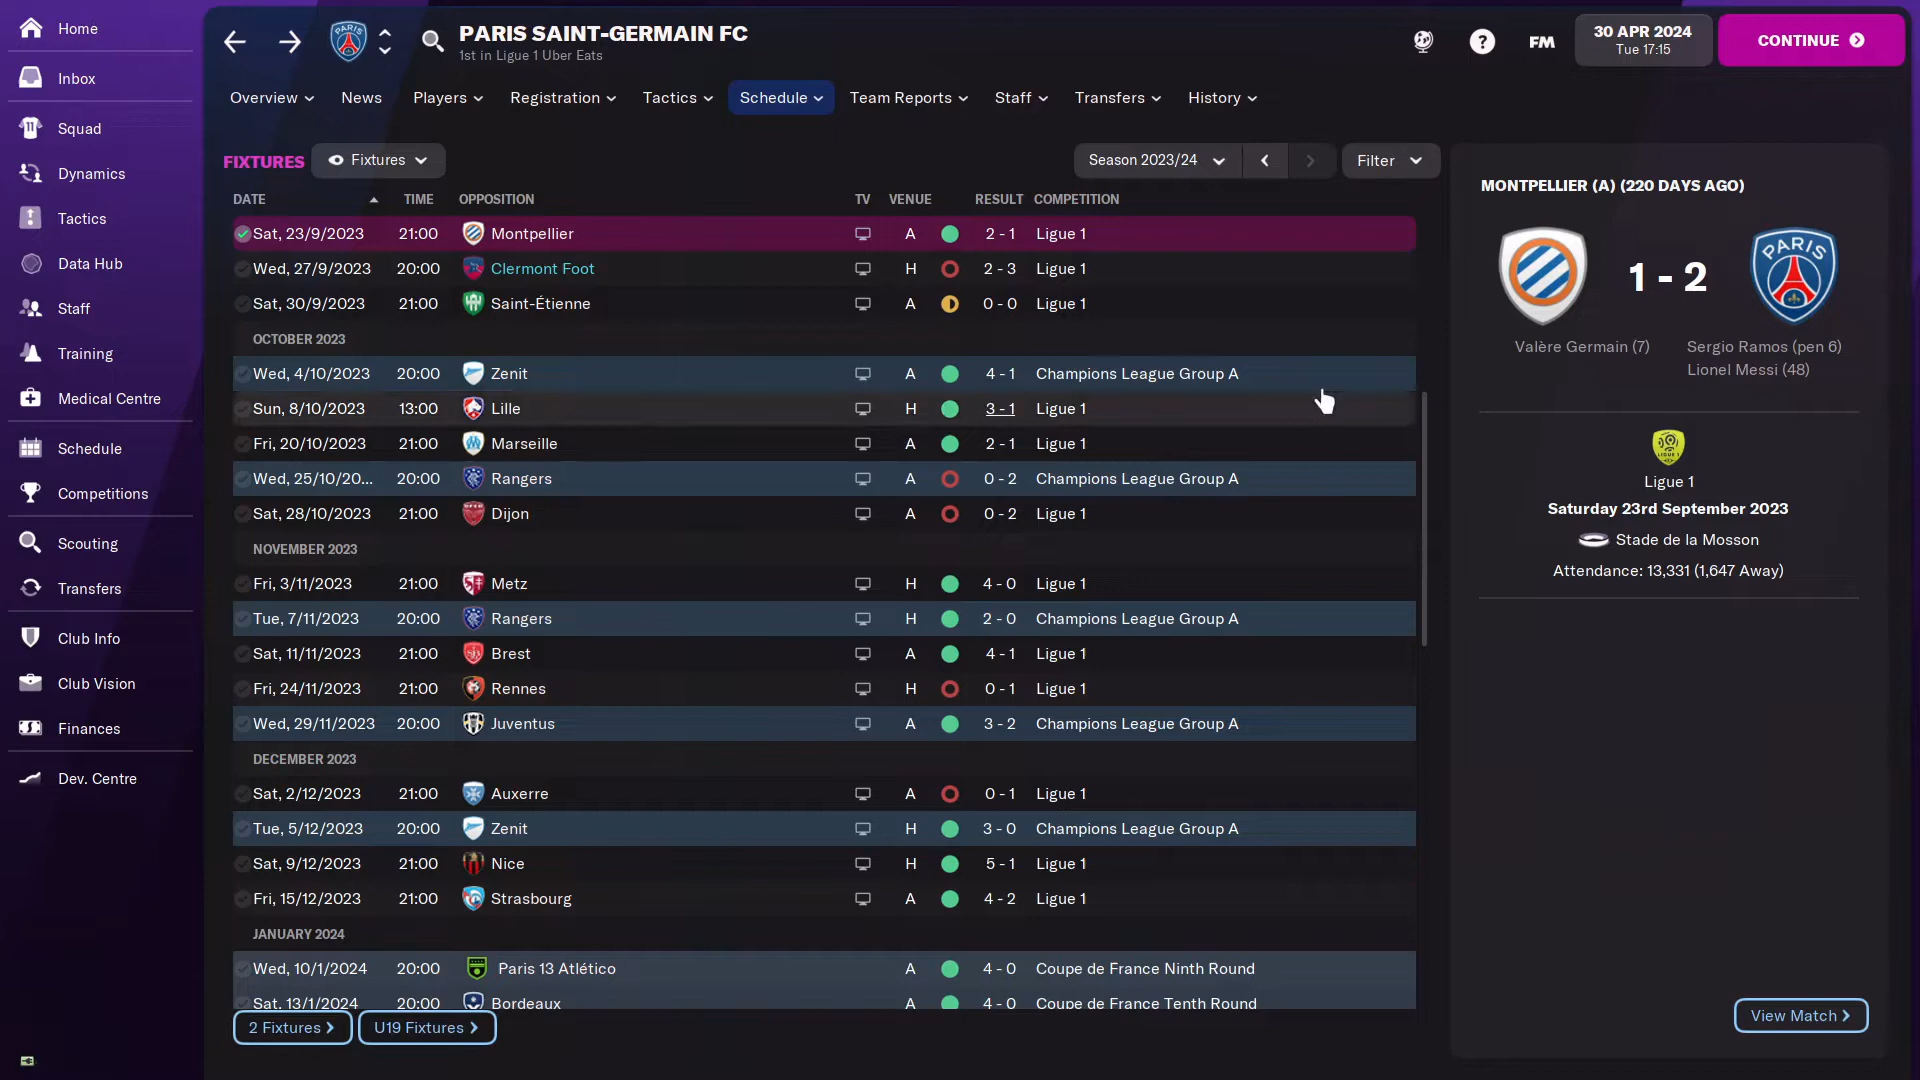 Home
Inbox
Squad
Dynamics
Tactics
Data Hub
Staff
Training
Medical Centre
Schedule
Competitions
Scouting
Transfers
Club Info
Club Vision
Finances
Dev. Centre
PARIS
PARIS SAINT-GERMAIN FC
1st in Ligue 1 Uber Eats
FM
30 APR 2024
Tue 17:15
CONTINUE
Overview News Players Registration Tactics Schedule Team Reports Staff Transfers History
FIXTURES Fixtures Season 2023/24 Filter
DATE TIME OPPOSITION TV VENUE RESULT COMPETITION
Sat, 23/9/2023 21:00 Montpellier A 2 - 1 Ligue 1
Wed, 27/9/2023 20:00 Clermont Foot H 2 - 3 Ligue 1
Sat, 30/9/2023 21:00 Saint-Étienne A 0 - 0 Ligue 1
OCTOBER 2023
Wed, 4/10/2023 20:00 Zenit A 4 - 1 Champions League Group A
Sun, 8/10/2023 13:00 Lille H 3 - 1 Ligue 1
Fri, 20/10/2023 21:00 Marseille A 2 - 1 Ligue 1
Wed, 25/10/20... 20:00 Rangers A 0 - 2 Champions League Group A
Sat, 28/10/2023 21:00 Dijon A 0 - 2 Ligue 1
NOVEMBER 2023
Fri, 3/11/2023 21:00 Metz H 4 - 0 Ligue 1
Tue, 7/11/2023 20:00 Rangers H 2 - 0 Champions League Group A
Sat, 11/11/2023 21:00 Brest A 4 - 1 Ligue 1
Fri, 24/11/2023 21:00 Rennes H 0 - 1 Ligue 1
Wed, 29/11/2023 20:00 Juventus A 3 - 2 Champions League Group A
DECEMBER 2023
Sat, 2/12/2023 21:00 Auxerre A 0 - 1 Ligue 1
Tue, 5/12/2023 20:00 Zenit H 3 - 0 Champions League Group A
Sat, 9/12/2023 21:00 Nice H 5 - 1 Ligue 1
Fri, 15/12/2023 21:00 Strasbourg A 4 - 2 Ligue 1
JANUARY 2024
Wed, 10/1/2024 20:00 Paris 13 Atlético A 4 - 0 Coupe de France Ninth Round
Sat, 13/1/2024 20:00 Bordeaux A 4 - 0 Coupe de France Tenth Round
2 Fixtures U19 Fixtures
MONTPELLIER (A) (220 DAYS AGO)
1 - 2
PARIS
Valère Germain (7)
Sergio Ramos (pen 6)
Lionel Messi (48)
LIGUE 1
Ligue 1
Saturday 23rd September 2023
Stade de la Mosson
Attendance: 13,331 (1,647 Away)
View Match